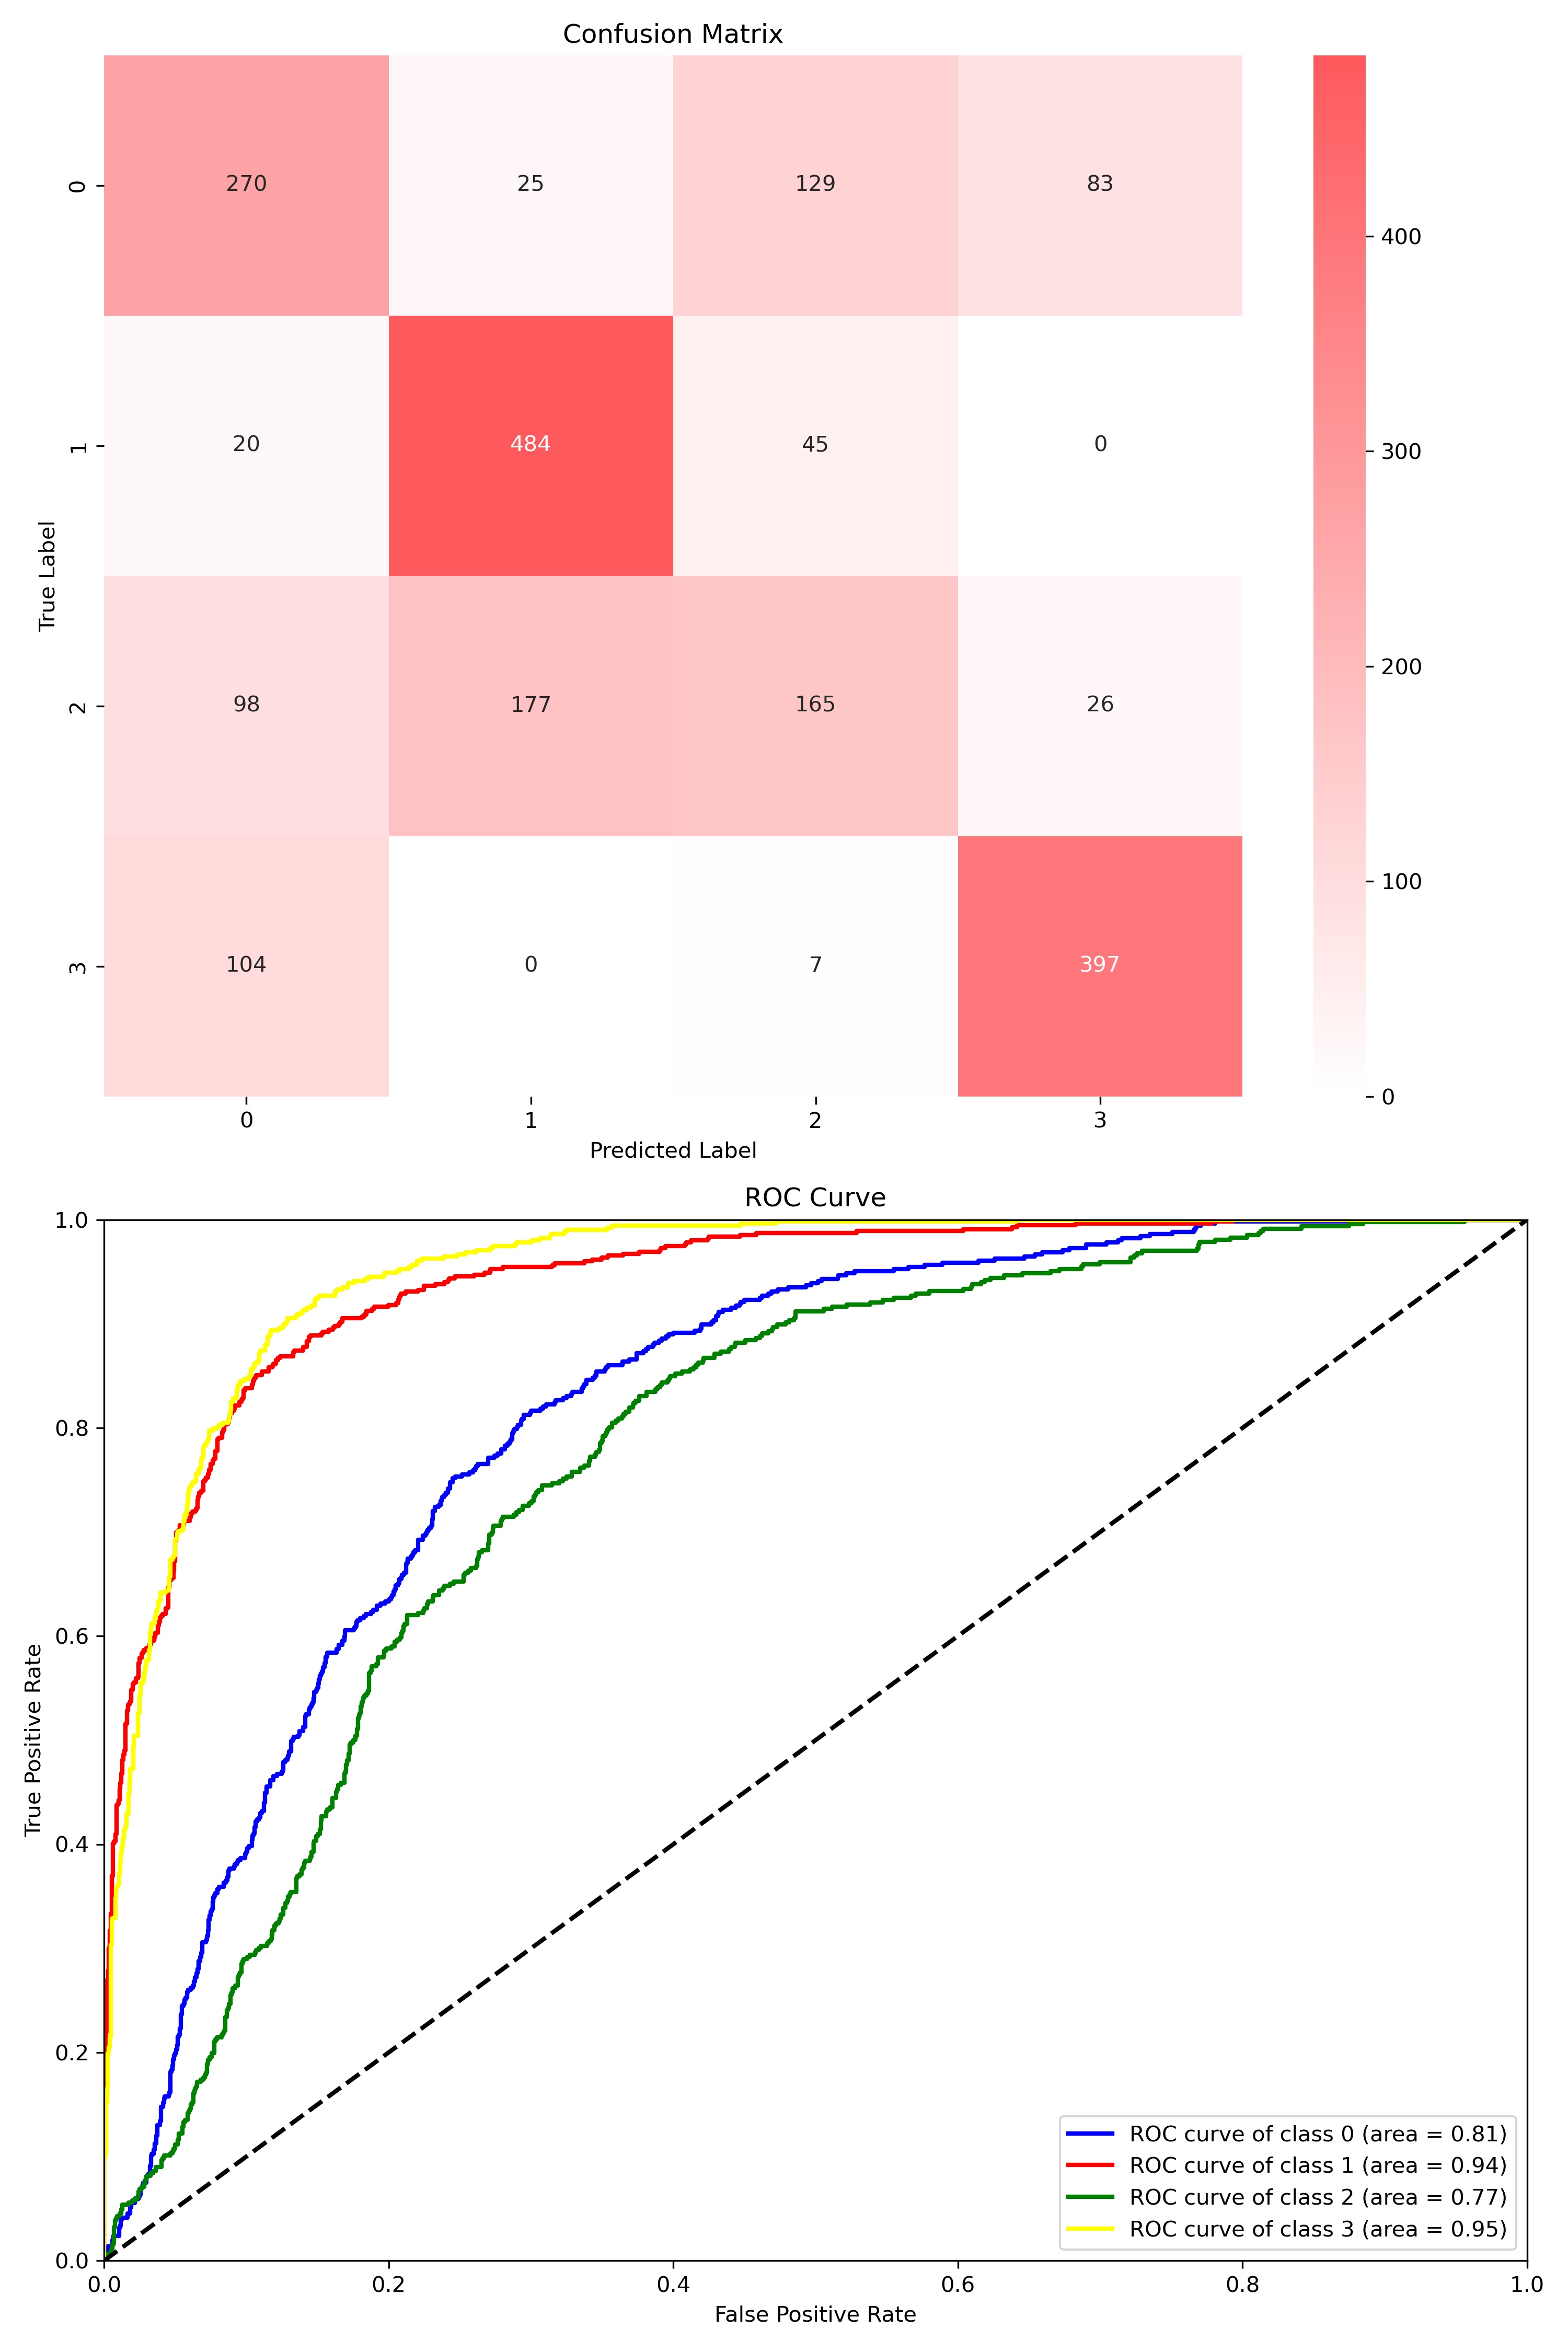 Confusion Matrix
0 270 25 129 83
400
1 20 484 45 0
300
True Label
200
2 98 177 165 26
100
3 104 0 7 397
0
0 1 2 3
Predicted Label
ROC Curve
1.0
0.8
0.6
True Positive Rate
0.4
0.2
0.0
ROC curve of class 0 (area = 0.81)
ROC curve of class 1 (area = 0.94)
ROC curve of class 2 (area = 0.77)
ROC curve of class 3 (area = 0.95)
0.0 0.2 0.4 0.6 0.8 1.0
False Positive Rate